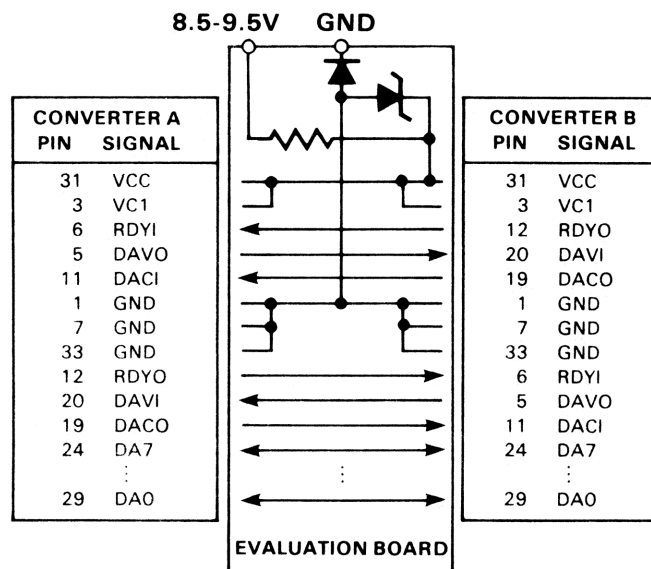 8.5-9.5V GND
CONVERTER A
PIN SIGNAL
31 VCC
3 VC1
6 RDYI
5 DAVO
11 DACI
1 GND
7 GND
33 GND
12 RDYO
20 DAVI
19 DACO
24 DA7
⋮
29 DA0
EVALUATION BOARD
CONVERTER B
PIN SIGNAL
31 VCC
3 VC1
12 RDYO
20 DAVI
19 DACO
1 GND
7 GND
33 GND
6 RDYI
5 DAVO
11 DACI
24 DA7
⋮
29 DA0